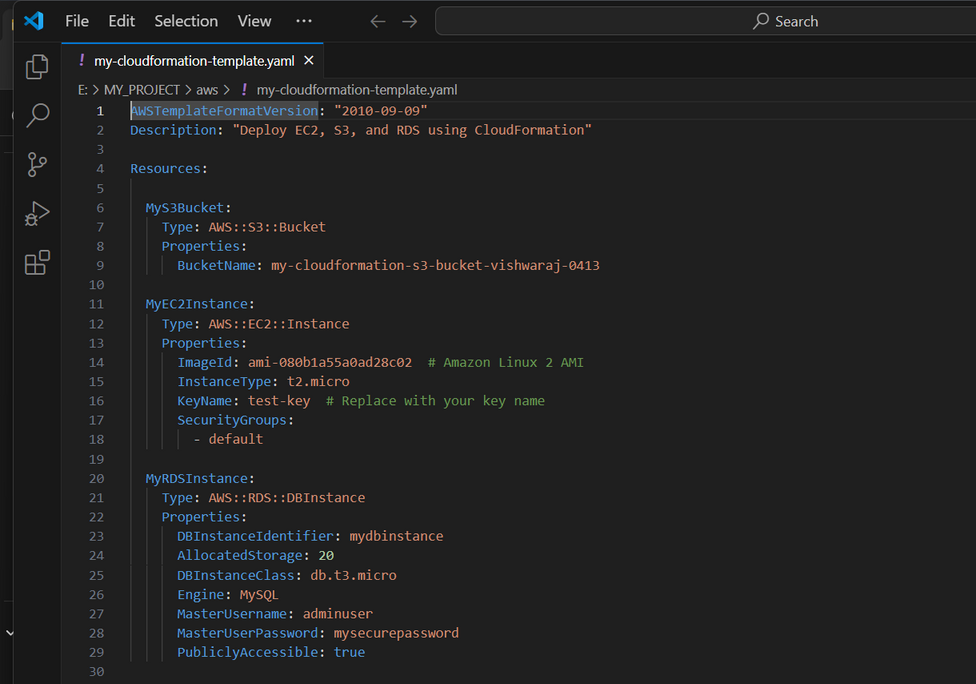 File Edit Selection View ··· Search
! my-cloudformation-template.yaml
E: > MY_PROJECT > aws > ! my-cloudformation-template.yaml
1 AWSTemplateFormatVersion: "2010-09-09"
2 Description: "Deploy EC2, S3, and RDS using CloudFormation"
3
4 Resources:
5
6   MyS3Bucket:
7     Type: AWS::S3::Bucket
8     Properties:
9       BucketName: my-cloudformation-s3-bucket-vishwaraj-0413
10
11   MyEC2Instance:
12     Type: AWS::EC2::Instance
13     Properties:
14       ImageId: ami-080b1a55a0ad28c02  # Amazon Linux 2 AMI
15       InstanceType: t2.micro
16       KeyName: test-key  # Replace with your key name
17       SecurityGroups:
18         - default
19
20   MyRDSInstance:
21     Type: AWS::RDS::DBInstance
22     Properties:
23       DBInstanceIdentifier: mydbinstance
24       AllocatedStorage: 20
25       DBInstanceClass: db.t3.micro
26       Engine: MySQL
27       MasterUsername: adminuser
28       MasterUserPassword: mysecurepassword
29       PubliclyAccessible: true
30